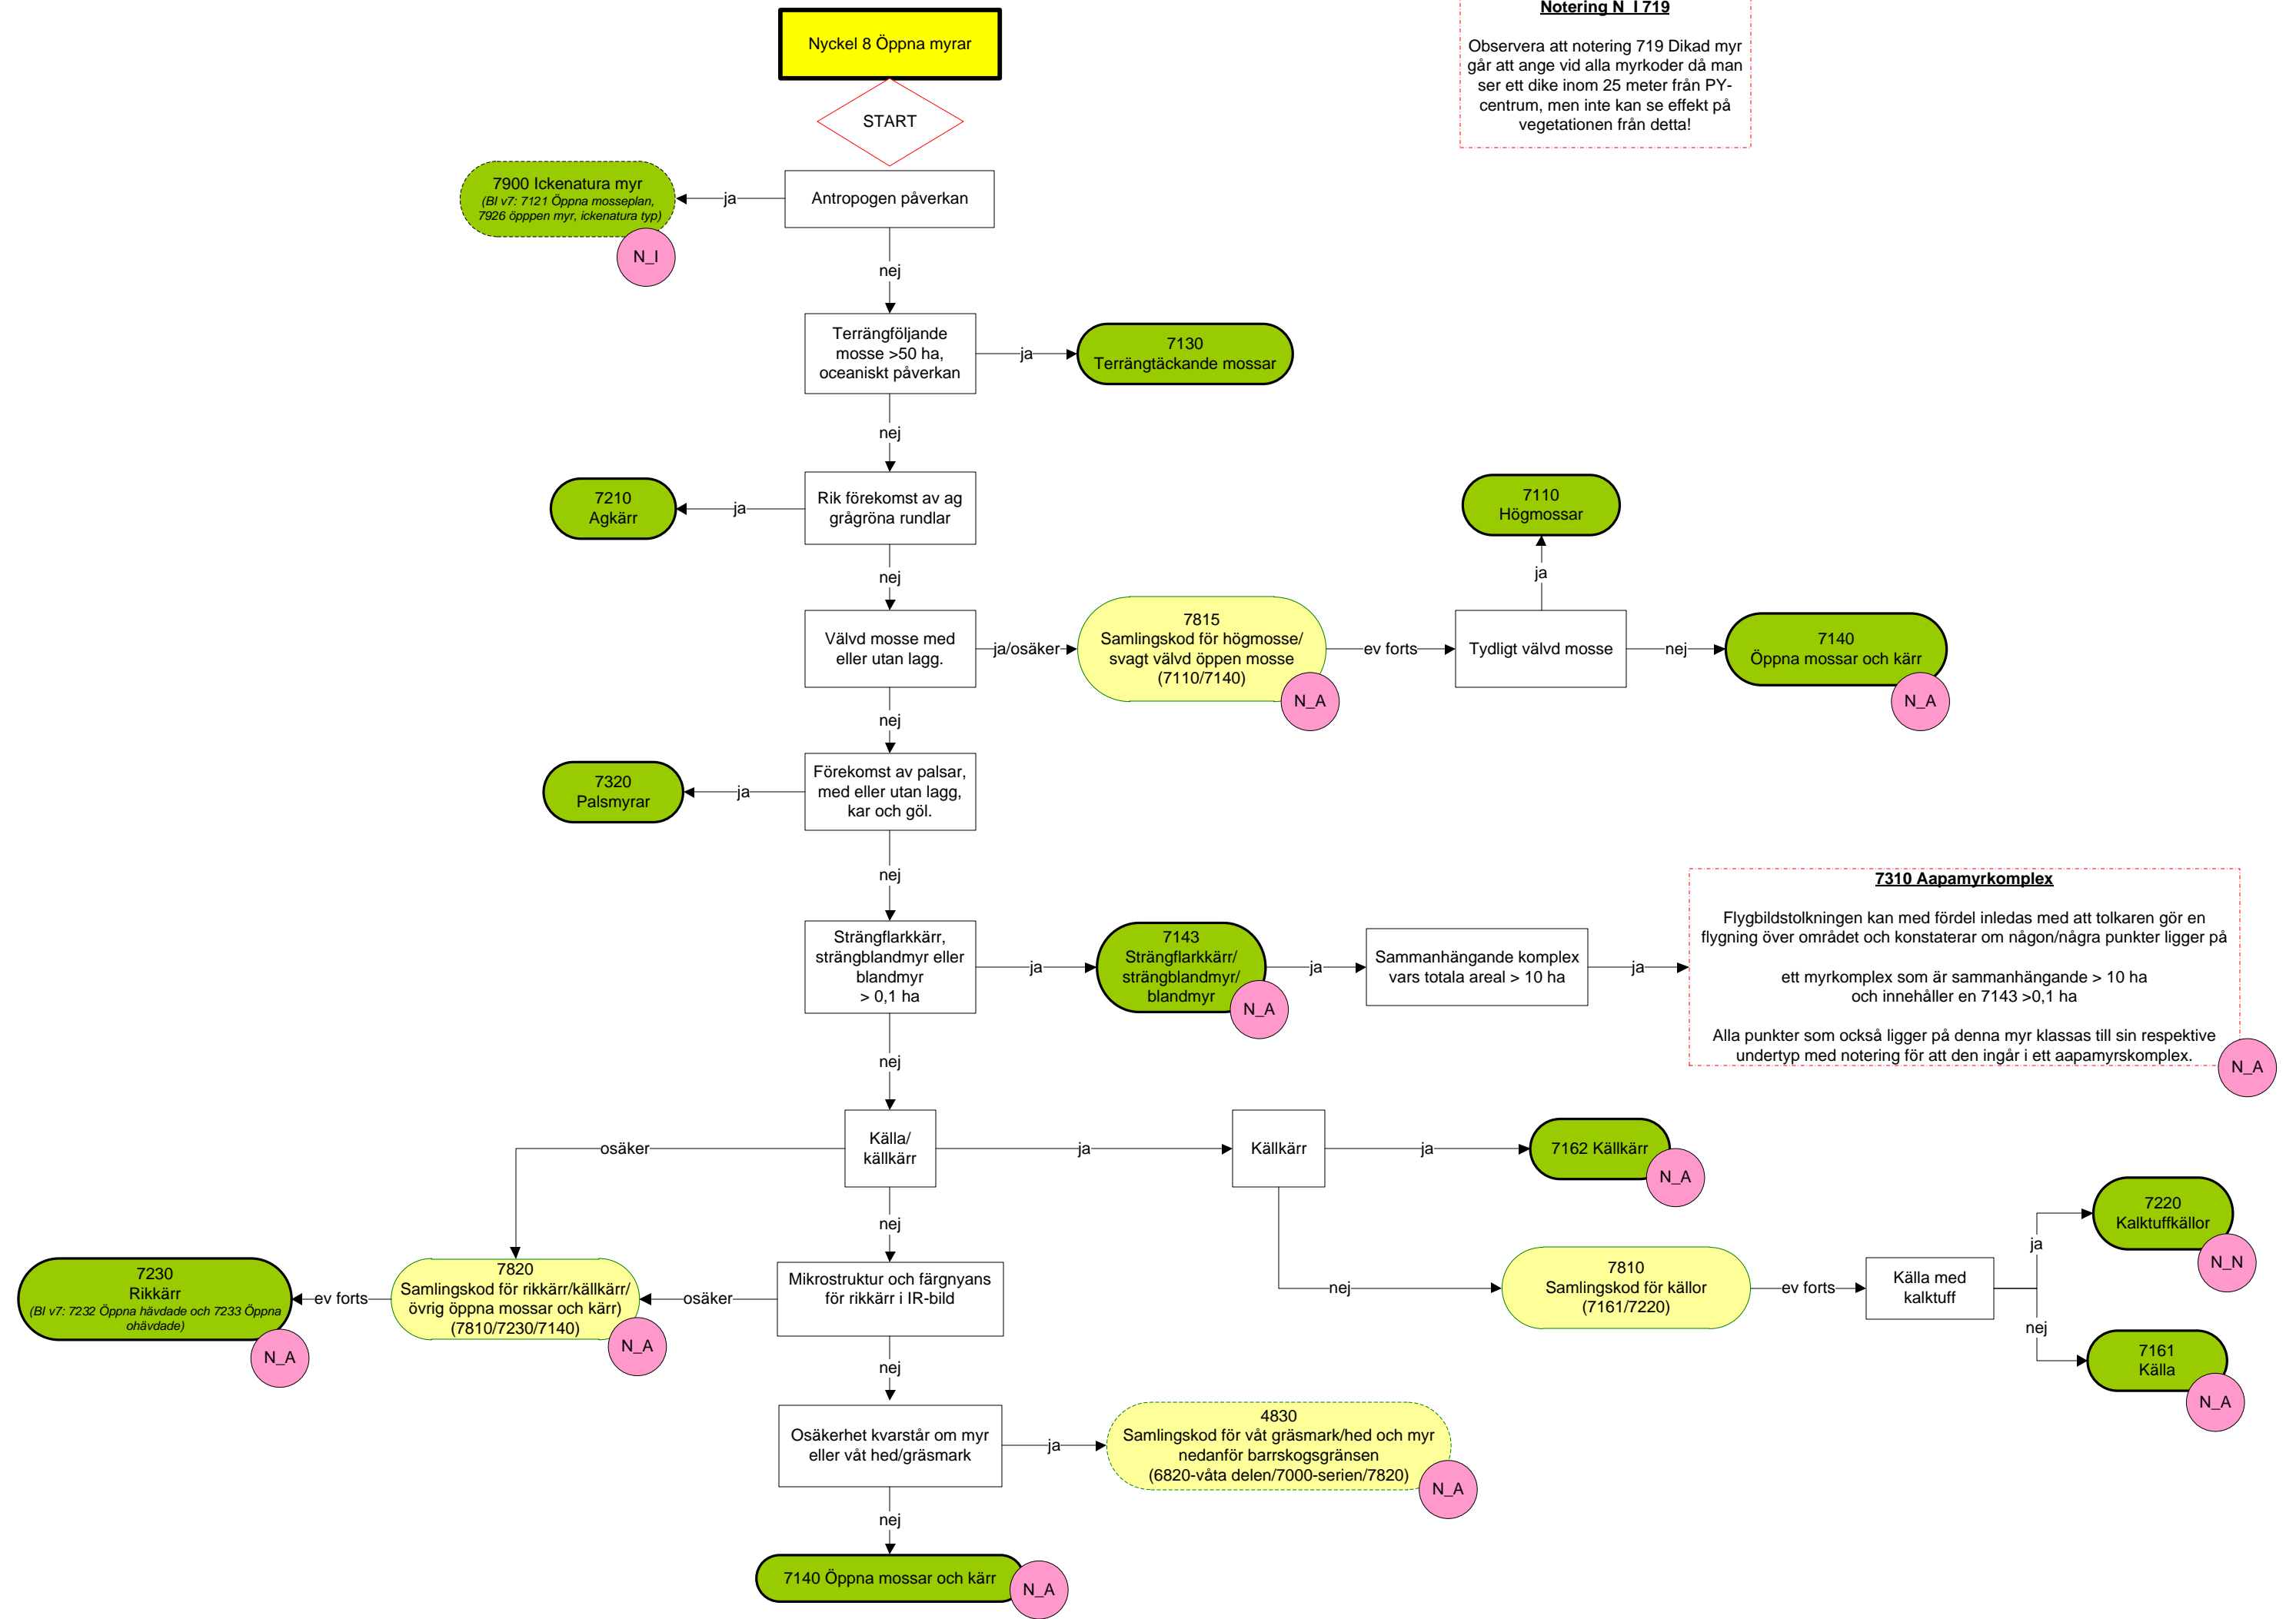 Nyckel 8 Öppna myrar
START
Notering N_I 719
Observera att notering 719 Dikad myr
går att ange vid alla myrkoder då man
ser ett dike inom 25 meter från PY-
centrum, men inte kan se effekt på
vegetationen från detta!
7900 Ickenatura myr
(BI v7: 7121 Öppna mosseplan,
7926 öpppen myr, ickenatura typ)
N_I
ja
Antropogen påverkan
nej
Terrängföljande
mosse >50 ha,
oceaniskt påverkan
ja
7130
Terrängtäckande mossar
nej
7210
Agkärr
ja
Rik förekomst av ag
grågröna rundlar
nej
7110
Högmossar
ja
Välvd mosse med
eller utan lagg.
ja/osäker
7815
Samlingskod för högmosse/
svagt välvd öppen mosse
(7110/7140)
N_A
ev forts
Tydligt välvd mosse
nej
7140
Öppna mossar och kärr
N_A
nej
7320
Palsmyrar
ja
Förekomst av palsar,
med eller utan lagg,
kar och göl.
nej
Strängflarkkärr,
strängblandmyr eller
blandmyr
> 0,1 ha
ja
7143
Strängflarkkärr/
strängblandmyr/
blandmyr
N_A
ja
Sammanhängande komplex
vars totala areal > 10 ha
ja
7310 Aapamyrkomplex
Flygbildstolkningen kan med fördel inledas med att tolkaren gör en
flygning över området och konstaterar om någon/några punkter ligger på
ett myrkomplex som är sammanhängande > 10 ha
och innehåller en 7143 >0,1 ha
Alla punkter som också ligger på denna myr klassas till sin respektive
undertyp med notering för att den ingår i ett aapamyrskomplex.
N_A
nej
osäker
Källa/
källkärr
ja
Källkärr
ja
7162 Källkärr
N_A
nej
7230
Rikkärr
(BI v7: 7232 Öppna hävdade och 7233 Öppna
ohävdade)
N_A
ev forts
7820
Samlingskod för rikkärr/källkärr/
övrig öppna mossar och kärr)
(7810/7230/7140)
N_A
osäker
Mikrostruktur och färgnyans
för rikkärr i IR-bild
nej
7810
Samlingskod för källor
(7161/7220)
ev forts
Källa med
kalktuff
ja
7220
Kalktuffkällor
N_N
nej
7161
Källa
N_A
nej
Osäkerhet kvarstår om myr
eller våt hed/gräsmark
ja
4830
Samlingskod för våt gräsmark/hed och myr
nedanför barrskogsgränsen
(6820-våta delen/7000-serien/7820)
N_A
nej
7140 Öppna mossar och kärr
N_A